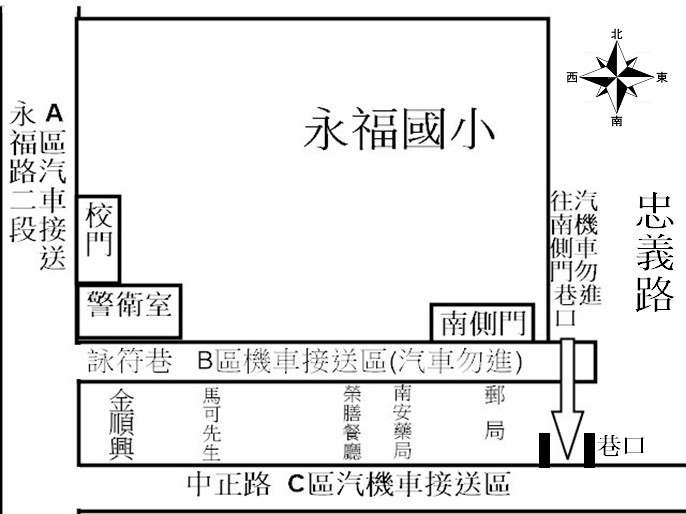 北
西
東
南
永福國小
永福路二段
A區汽車接送
校門
警衛室
南側門
汽機車勿進
往南側門巷口
忠義路
詠符巷 B區機車接送區(汽車勿進)
金順興
馬可先生
榮膳餐廳
南安藥局
郵局
巷口
中正路 C區汽機車接送區